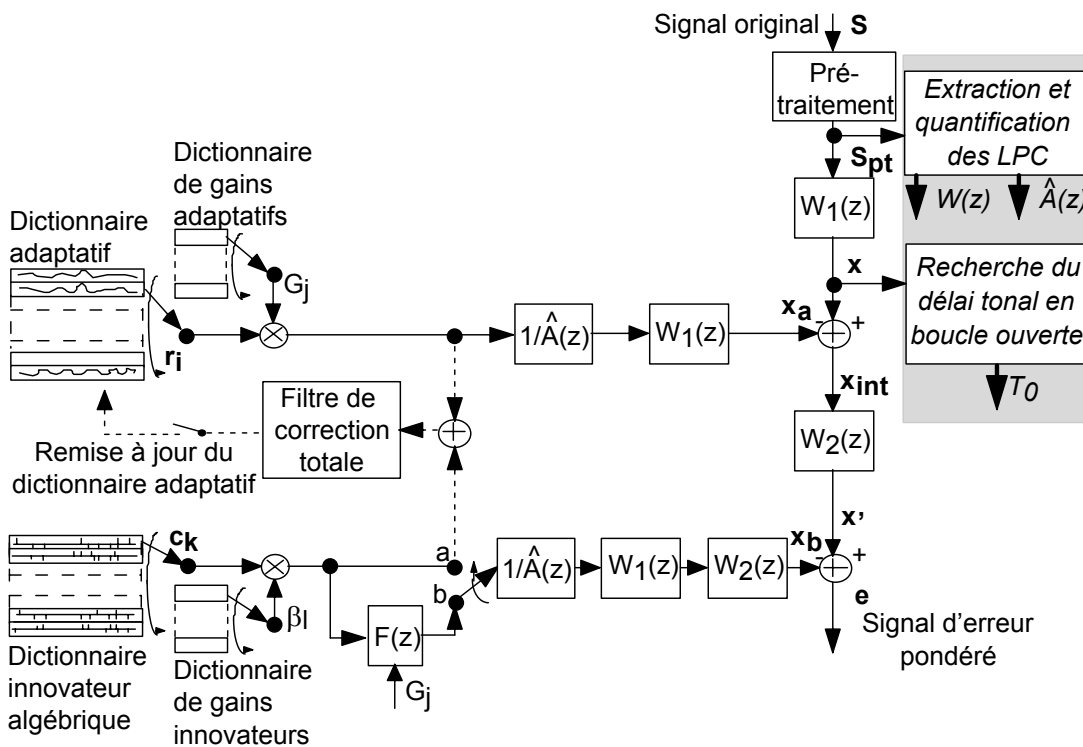 Signal original
S
Pré-
traitement
Extraction et
quantification
des LPC
Spt
W(z)
Â(z)
W1(z)
Dictionnaire
de gains
adaptatifs
Dictionnaire
adaptatif
Gj
ri
1/Â(z)
W1(z)
x
xa
-
+
+
Recherche du
délai tonal en
boucle ouverte
T0
xint
W2(z)
Filtre de
correction
totale
+
Remise à jour du
dictionnaire adaptatif
ck
a
b
1/Â(z)
W1(z)
W2(z)
x'
xb
-
+
+
e
βl
F(z)
Gj
Signal d'erreur
pondéré
Dictionnaire
innovateur
algébrique
Dictionnaire
de gains
innovateurs